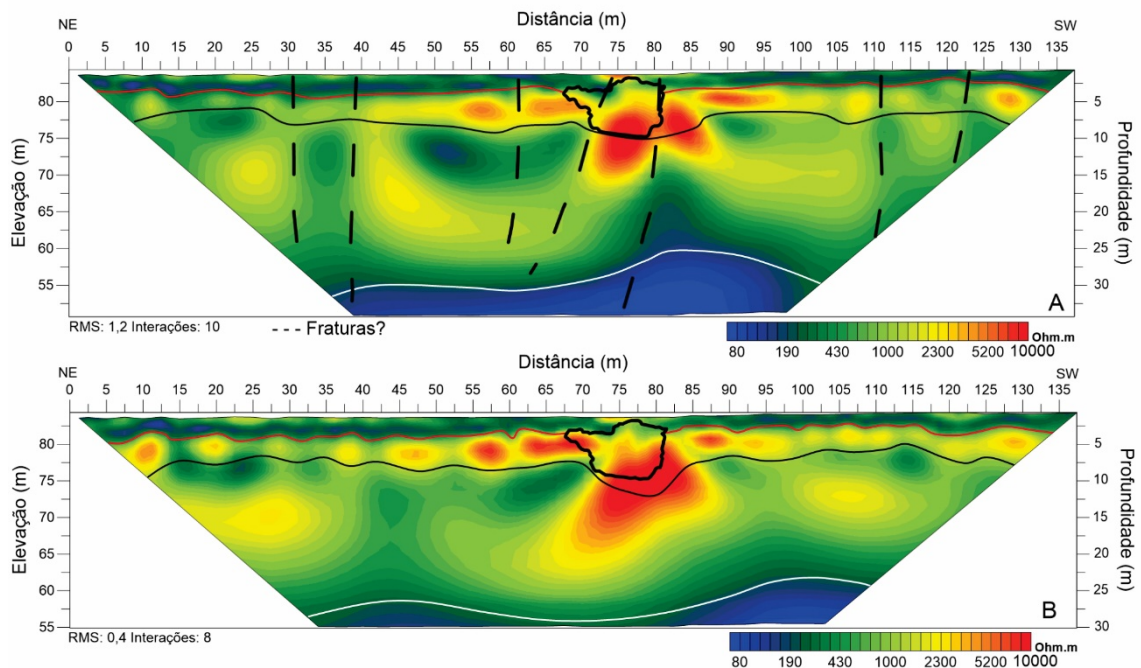 Distância (m)
NE SW
0 5 10 15 20 25 30 35 40 45 50 55 60 65 70 75 80 85 90 95 100 105 110 115 120 125 130 135
Elevação (m)
80
75
70
65
60
55
Profundidade (m)
5
10
15
20
25
30
A
RMS: 1,2 Interações: 10 --- Fraturas?
Ohm.m
80 190 430 1000 2300 5200 10000
Distância (m)
NE SW
0 5 10 15 20 25 30 35 40 45 50 55 60 65 70 75 80 85 90 95 100 105 110 115 120 125 130 135
Elevação (m)
80
75
70
65
60
55
Profundidade (m)
5
10
15
20
25
30
B
RMS: 0,4 Interações: 8
Ohm.m
80 190 430 1000 2300 5200 10000